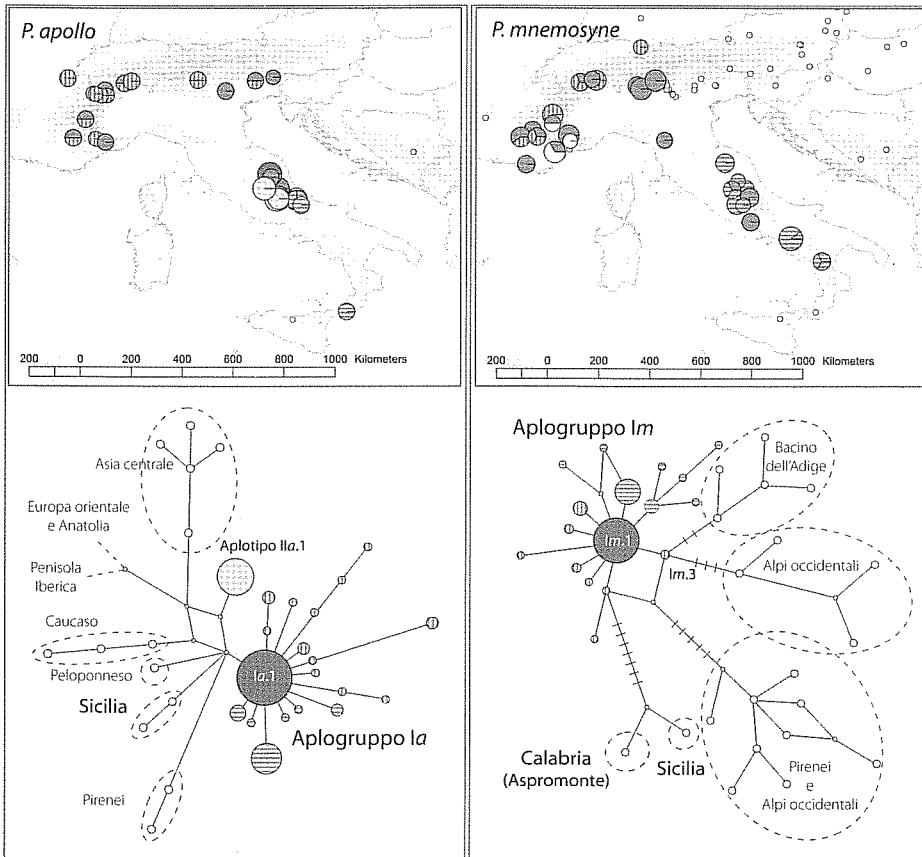 P. apollo
200 0 200 400 600 800 1000 Kilometers
Asia centrale
Europa orientale
e Anatolia
Penisola
Iberica
Aplotipo IIa.1
Caucaso
Peloponneso
Sicilia
Ia.1
Aplogruppo Ia
Pirenei
P. mnemosyne
200 0 200 400 600 800 1000 Kilometers
Aplogruppo Im
Bacino
dell'Adige
Im.1
Im.3
Alpi occidentali
Calabria
(Aspromonte)
Sicilia
Pirenei
e
Alpi occidentali